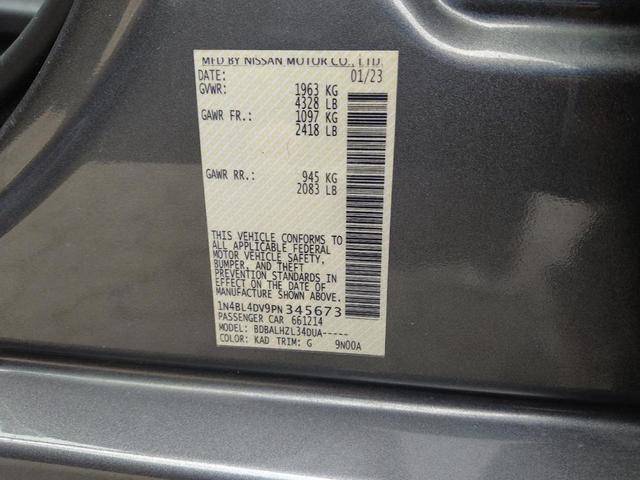 MFD BY NISSAN MOTOR CO., LTD.
DATE: 01/23
GVWR: 1963 KG
4328 LB
GAWR FR.: 1097 KG
2418 LB
GAWR RR.: 945 KG
2083 LB
THIS VEHICLE CONFORMS TO
ALL APPLICABLE FEDERAL
MOTOR VEHICLE SAFETY,
BUMPER, AND THEFT
PREVENTION STANDARDS IN
EFFECT ON THE DATE OF
MANUFACTURE SHOWN ABOVE.
1N4BL4DV9PN345673
PASSENGER CAR 661214
MODEL: BDBALHZL34DUA-----
COLOR: KAD TRIM: G 9N00A